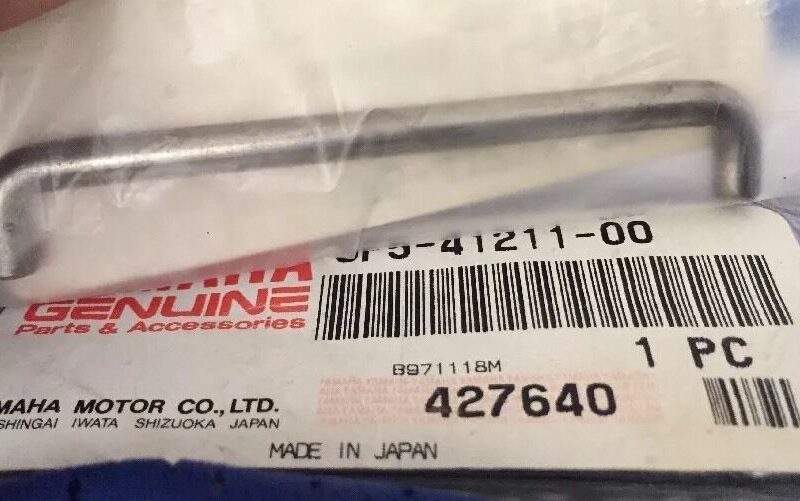 5-41211-00
GENUINE
Parts & Accessories
1 PC
B971118M
427640
MAHA MOTOR CO.,LTD.
SHINGAI IWATA SHIZUOKA JAPAN
MADE IN JAPAN